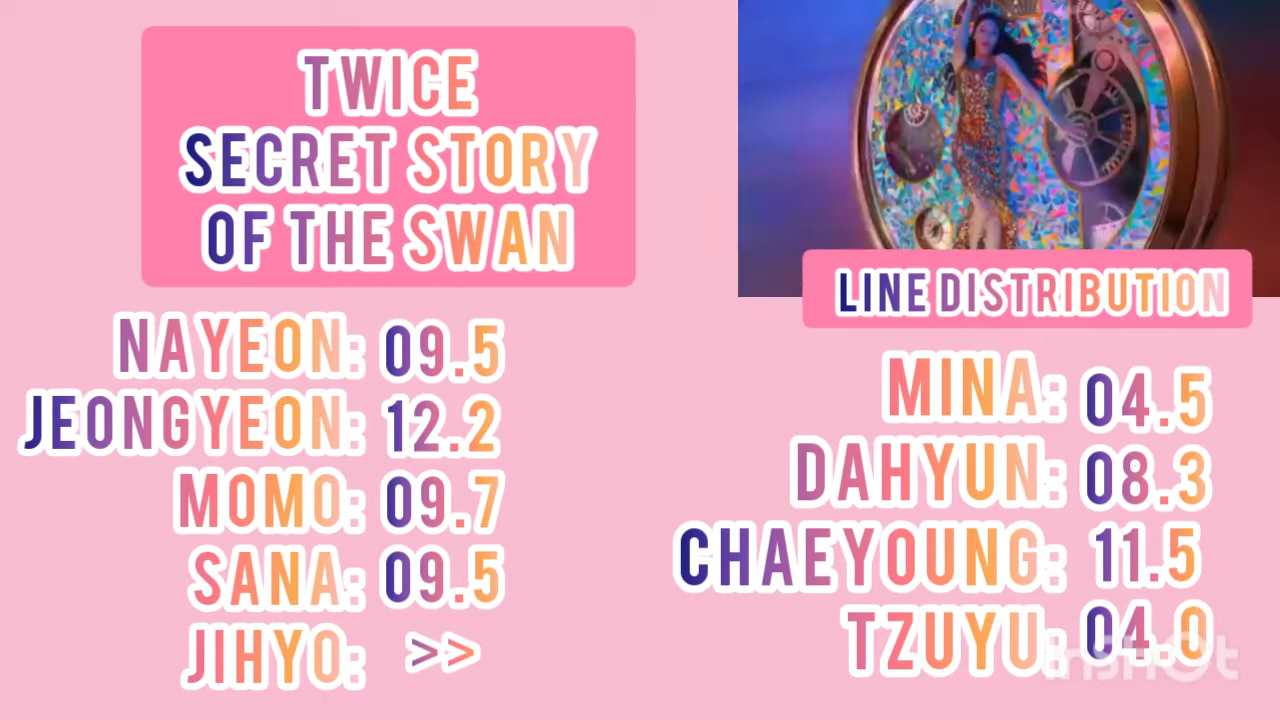 TWICE
SECRET STORY
OF THE SWAN
LINE DISTRIBUTION
NAYEON: 09.5
JEONGYEON: 12.2
MOMO: 09.7
SANA: 09.5
JIHYO: >>
MINA: 04.5
DAHYUN: 08.3
CHAEYOUNG: 11.5
TZUYU: 04.0
InShOt